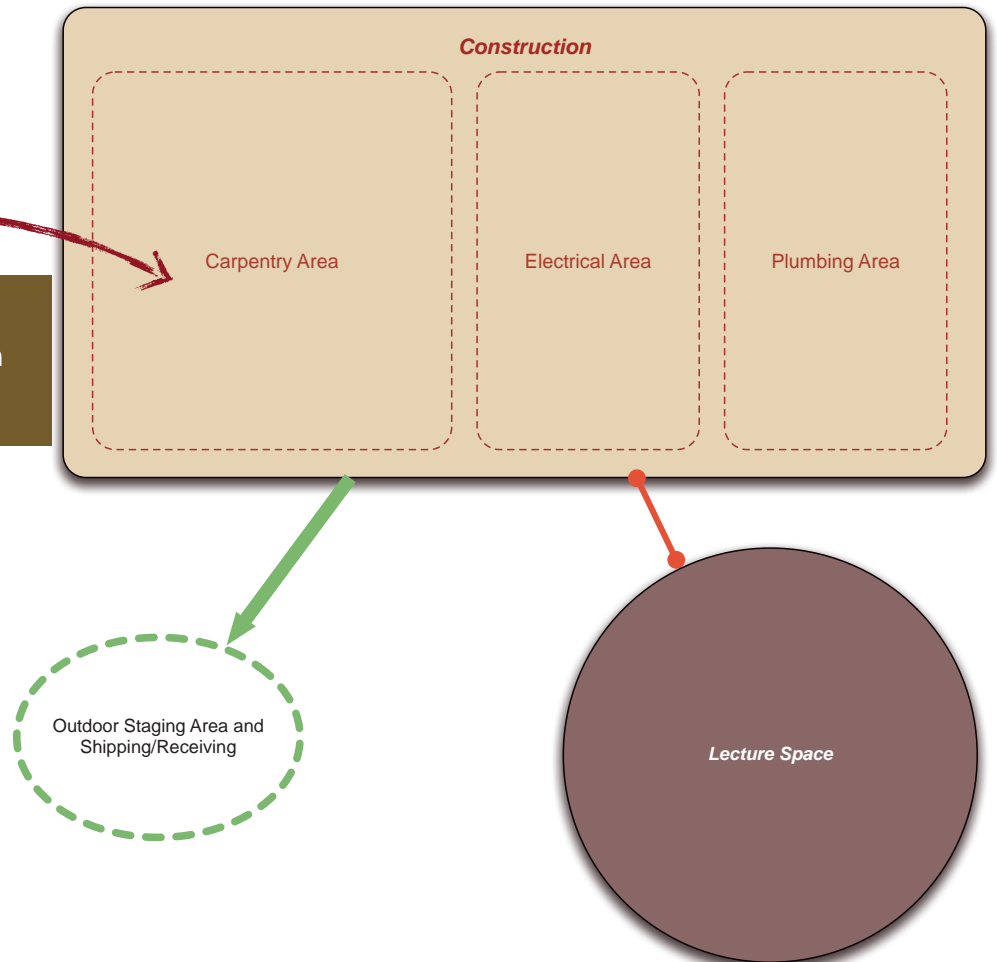 Construction
Carpentry Area
Electrical Area
Plumbing Area
Outdoor Staging Area and
Shipping/Receiving
Lecture Space